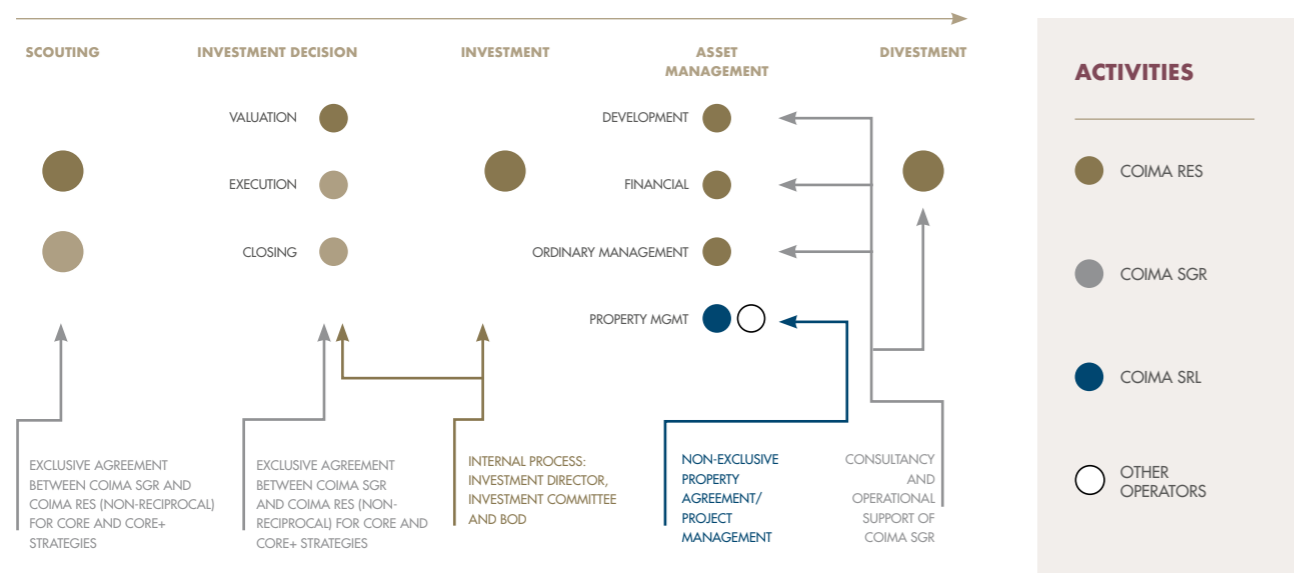 SCOUTING
INVESTMENT DECISION
INVESTMENT
ASSET
MANAGEMENT
DIVESTMENT
VALUATION
EXECUTION
CLOSING
DEVELOPMENT
FINANCIAL
ORDINARY MANAGEMENT
PROPERTY MGMT
EXCLUSIVE AGREEMENT
BETWEEN COIMA SGR AND
COIMA RES (NON-RECIPROCAL)
FOR CORE AND CORE+
STRATEGIES
EXCLUSIVE AGREEMENT
BETWEEN COIMA SGR
AND COIMA RES (NON-
RECIPROCAL) FOR CORE AND
CORE+ STRATEGIES
INTERNAL PROCESS:
INVESTMENT DIRECTOR,
INVESTMENT COMMITTEE
AND BOD
NON-EXCLUSIVE
PROPERTY
AGREEMENT/
PROJECT
MANAGEMENT
CONSULTANCY
AND
OPERATIONAL
SUPPORT OF
COIMA SGR
ACTIVITIES
COIMA RES
COIMA SGR
COIMA SRL
OTHER
OPERATORS